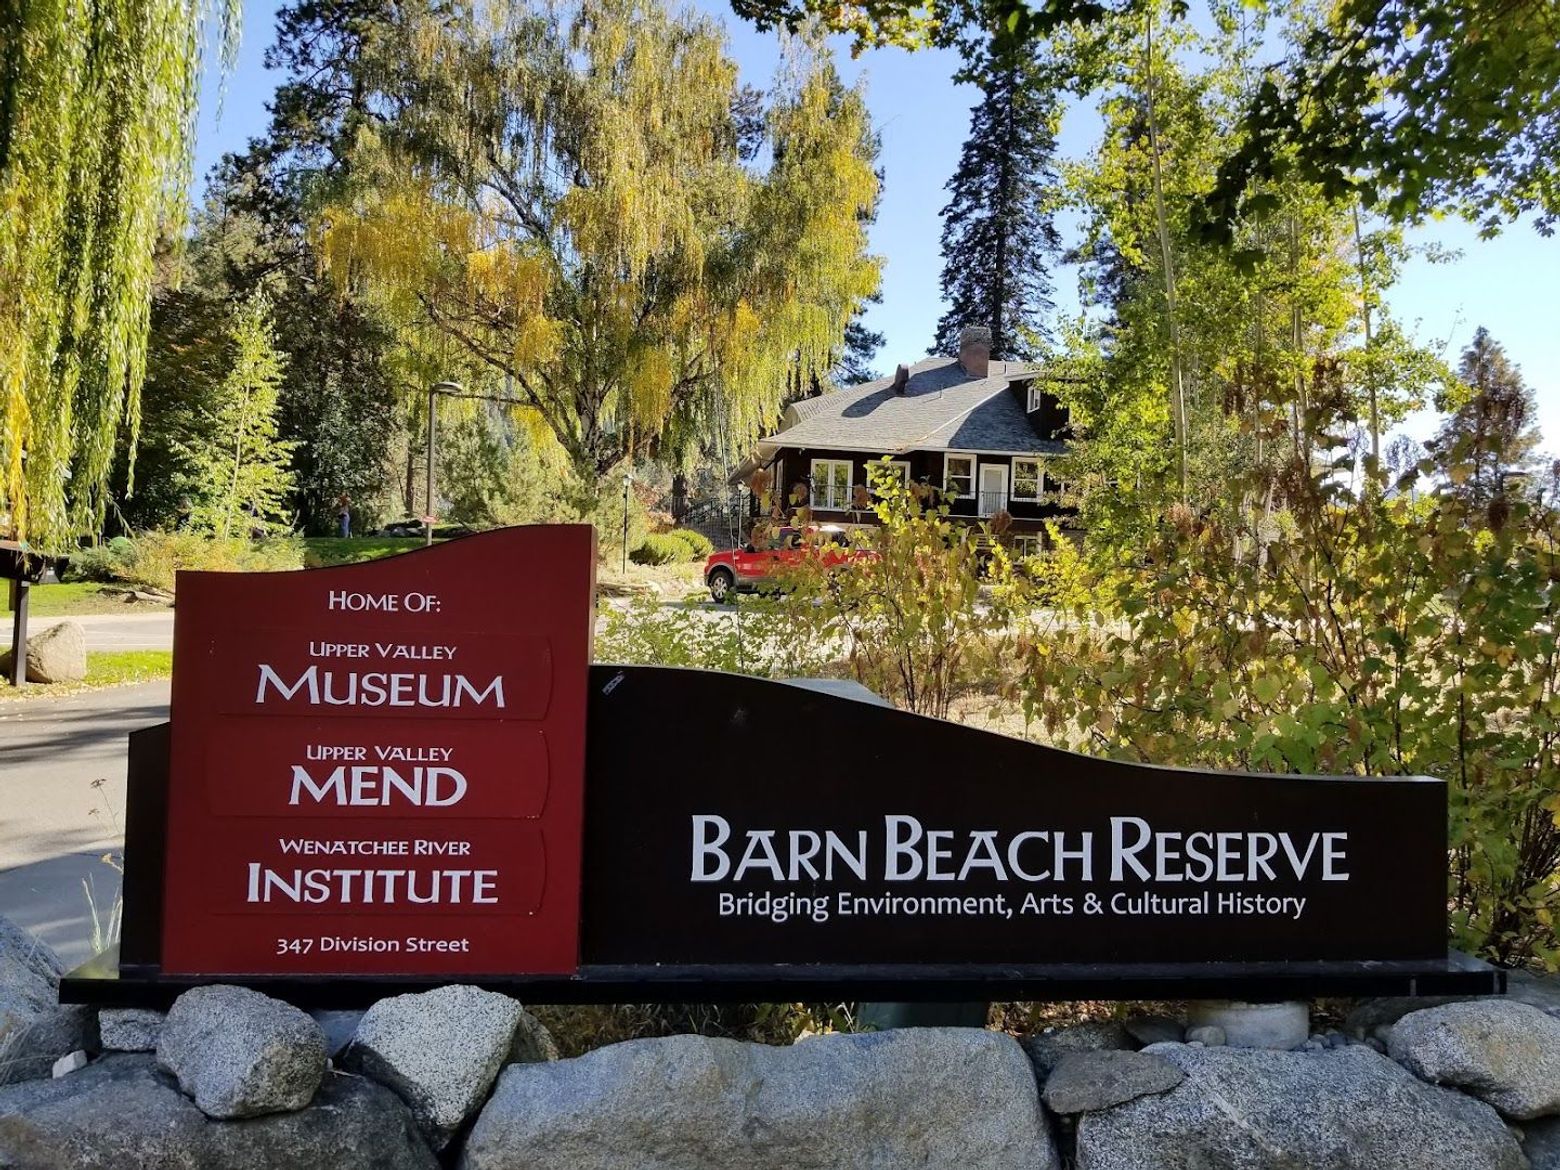 Home Of:
Upper Valley
Museum
Upper Valley
MEND
Wenatchee River
Institute
347 Division Street
Barn Beach Reserve
Bridging Environment, Arts & Cultural History